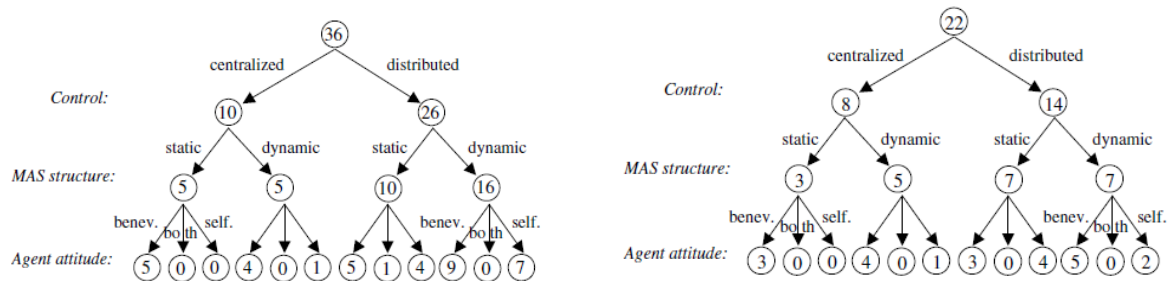 36
centralized distributed
Control:
10 26
static dynamic static dynamic
MAS structure:
5 5 10 16
benev. both self. benev. both self.
Agent attitude:
5 0 0 4 0 1 5 1 4 9 0 7
22
centralized distributed
Control:
8 14
static dynamic static dynamic
MAS structure:
3 5 7 7
benev. both self. benev. both self.
Agent attitude:
3 0 0 4 0 1 3 0 4 5 0 2